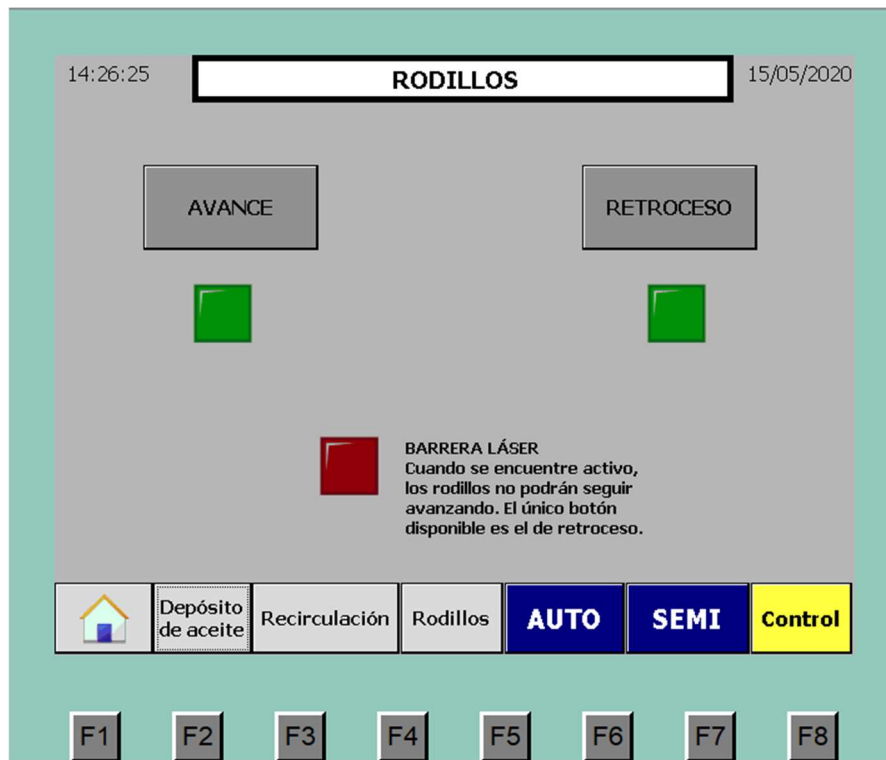 14:26:25
RODILLOS
15/05/2020
AVANCE
RETROCESO
BARRERA LÁSER
Cuando se encuentre activo,
los rodillos no podrán seguir
avanzando. El único botón
disponible es el de retroceso.
Depósito
de aceite
Recirculación
Rodillos
AUTO
SEMI
Control
F1
F2
F3
F4
F5
F6
F7
F8